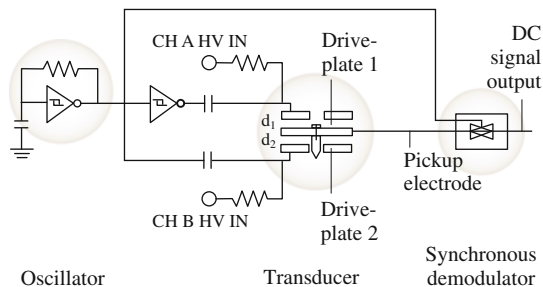 DC
signal
output
CH A HV IN
Drive-
plate 1
d1
d2
Pickup
electrode
CH B HV IN
Drive-
plate 2
Oscillator
Transducer
Synchronous
demodulator